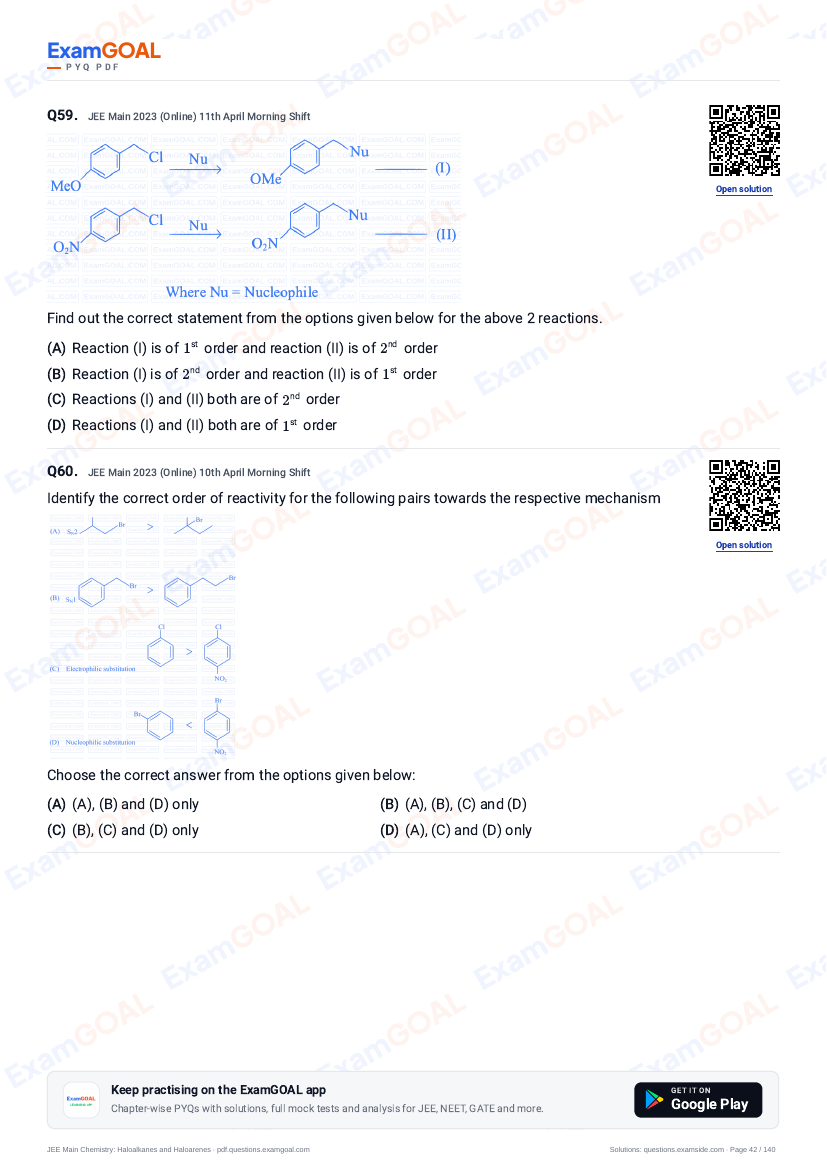 ExamGOAL
PYQ PDF
Q59. JEE Main 2023 (Online) 11th April Morning Shift
Open solution
Cl
Nu
Nu
(I)
MeO
OMe
Cl
Nu
Nu
(II)
O₂N
O₂N
Where Nu = Nucleophile
Find out the correct statement from the options given below for the above 2 reactions.
(A) Reaction (I) is of 1ˢᵗ order and reaction (II) is of 2ⁿᵈ order
(B) Reaction (I) is of 2ⁿᵈ order and reaction (II) is of 1ˢᵗ order
(C) Reactions (I) and (II) both are of 2ⁿᵈ order
(D) Reactions (I) and (II) both are of 1ˢᵗ order
Q60. JEE Main 2023 (Online) 10th April Morning Shift
Open solution
Identify the correct order of reactivity for the following pairs towards the respective mechanism
(A) S_N2 Br > Br
(B) S_N1 Br > Br
Cl > Cl
(C) Electrophilic substitution
NO₂
Br < Br
(D) Nucleophilic substitution
NO₂
Choose the correct answer from the options given below:
(A) (A), (B) and (D) only
(B) (A), (B), (C) and (D)
(C) (B), (C) and (D) only
(D) (A), (C) and (D) only
Keep practising on the ExamGOAL app
Chapter-wise PYQs with solutions, full mock tests and analysis for JEE, NEET, GATE and more.
GET IT ON
Google Play
JEE Main Chemistry: Haloalkanes and Haloarenes · pdf.questions.examgoal.com
Solutions: questions.examside.com · Page 42 / 140